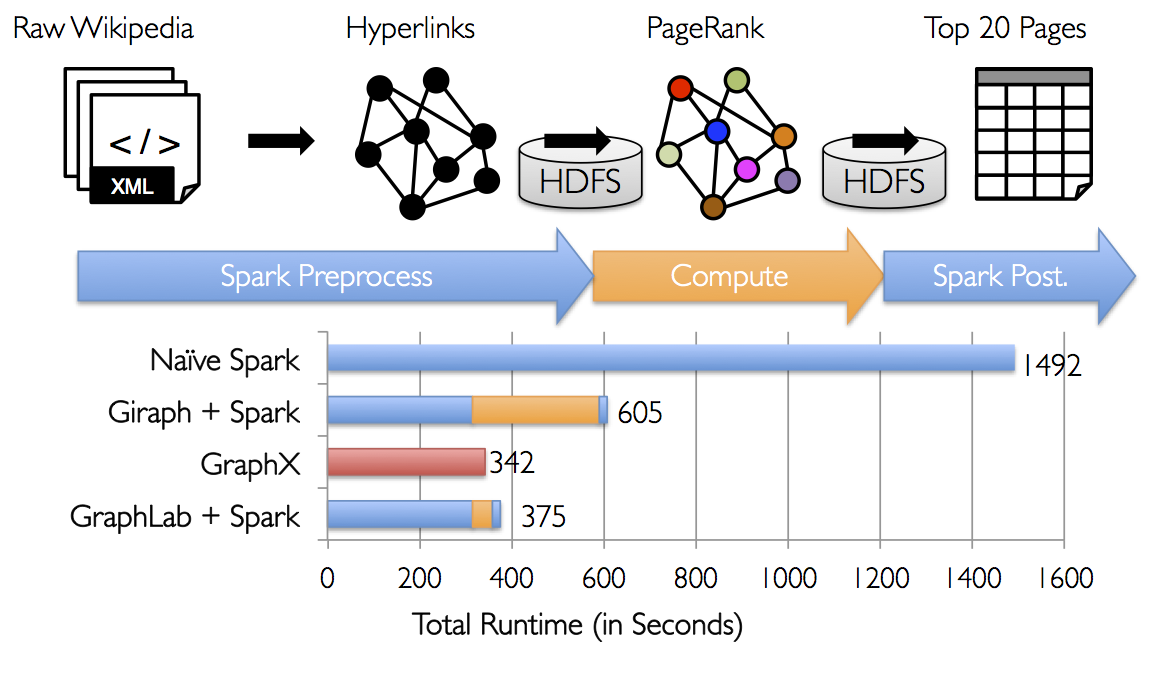 Raw Wikipedia
Hyperlinks
PageRank
Top 20 Pages
</>
XML
HDFS
HDFS
Spark Preprocess
Compute
Spark Post.
Naïve Spark
1492
Giraph + Spark
605
GraphX
342
GraphLab + Spark
375
0 200 400 600 800 1000 1200 1400 1600
Total Runtime (in Seconds)